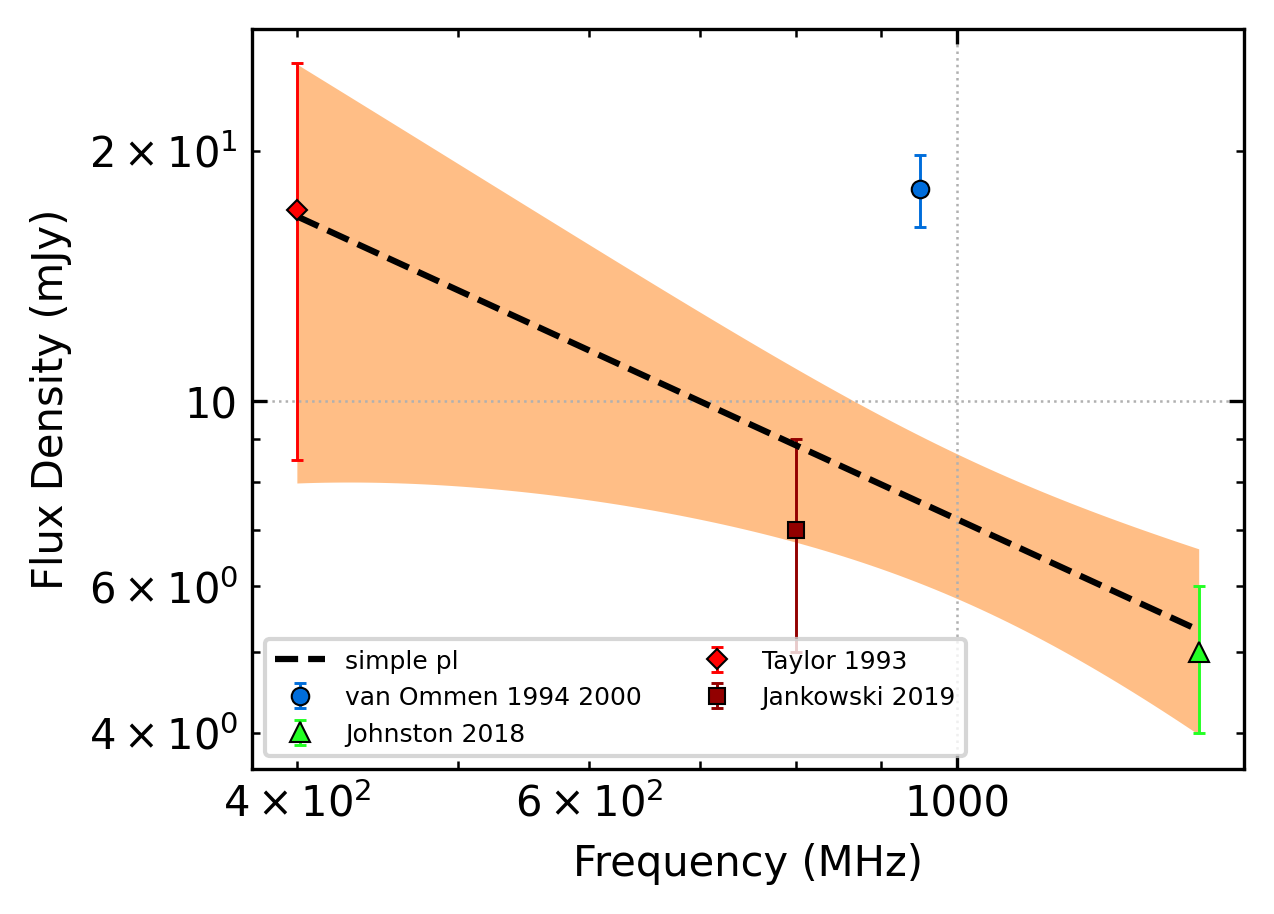 Flux Density (mJy)
2 × 10¹
10
6 × 10⁰
4 × 10⁰
simple pl
van Ommen 1994 2000
Johnston 2018
Taylor 1993
Jankowski 2019
4 × 10²
6 × 10²
1000
Frequency (MHz)